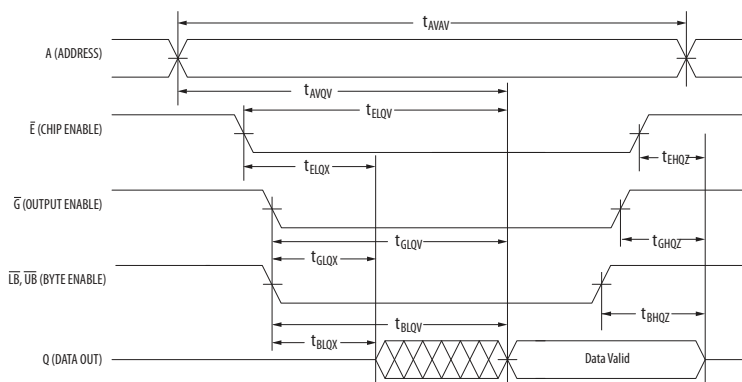 tAVAV
A (ADDRESS)
tAVQV
tELQV
E̅ (CHIP ENABLE)
tELQX
tEHQZ
G̅ (OUTPUT ENABLE)
tGLQV
tGLQX
tGHQZ
L̅B̅, U̅B̅ (BYTE ENABLE)
tBLQV
tBHQZ
tBLQX
Q (DATA OUT)
Data Valid